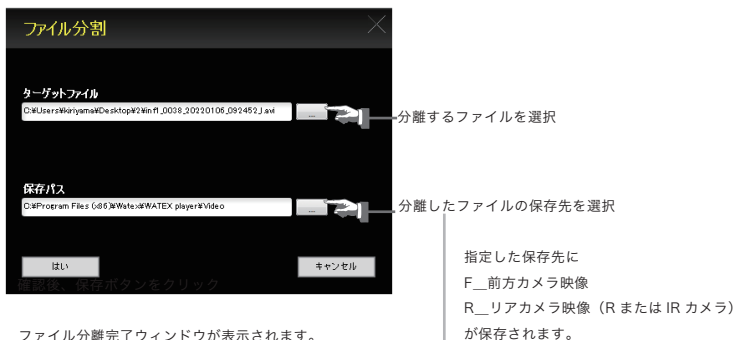 ファイル分割
ターゲットファイル
C:¥Users¥kiriyama¥Desktop¥2¥inf1_0038_20220106_092452_J.avi
...
分離するファイルを選択
保存パス
C:¥Program Files (x86)¥Watex¥WATEX player¥Video
...
分離したファイルの保存先を選択
はい
キャンセル
確認後、保存ボタンをクリック
指定した保存先に
F__前方カメラ映像
R__リアカメラ映像（R または IR カメラ）
が保存されます。
ファイル分離完了ウィンドウが表示されます。